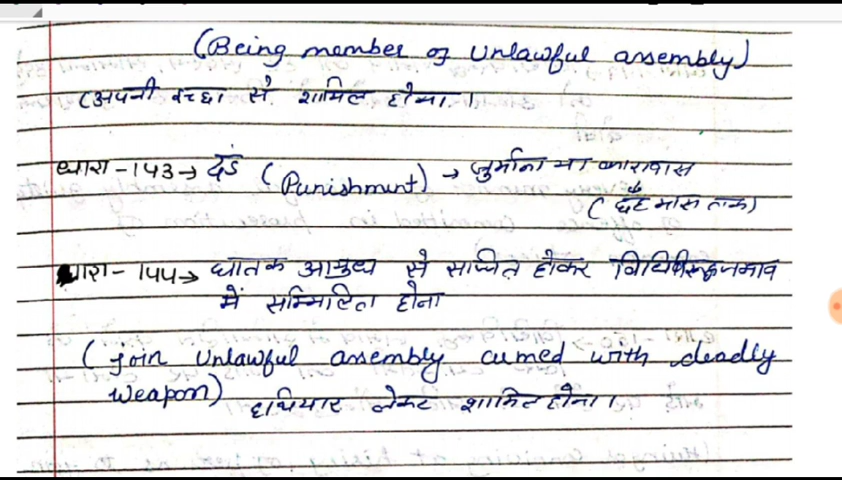 (Being member of Unlawful assembly)
(अपनी इच्छा से शामिल होना।
धारा-143→ दंड (Punishment) → जुर्माना या कारावास
(छह मास तक)
धारा-144→ घातक आयुध से सज्जित होकर विधिविरुद्ध जमाव
में सम्मिलित होना
(join Unlawful assembly armed with deadly
weapon) हथियार लेकर शामिल होना।